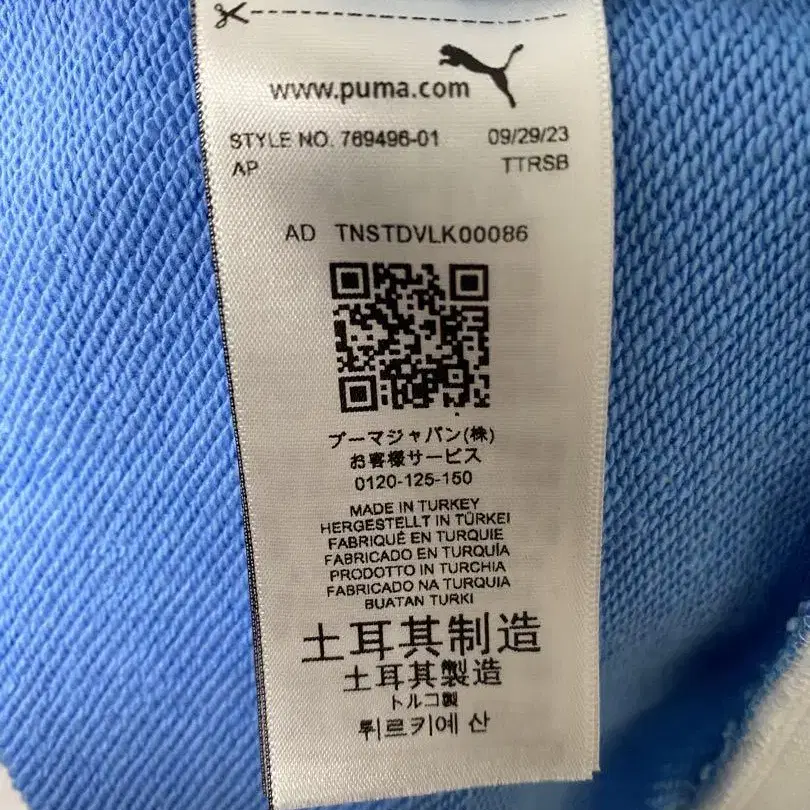 www.puma.com
STYLE NO. 769496-01 09/29/23
AP TTRSB
AD TNSTDVLK00086
プーマジャパン(株)
お客様サービス
0120-125-150
MADE IN TURKEY
HERGESTELLT IN TÜRKEI
FABRIQUÉ EN TURQUIE
FABRICADO EN TURQUÍA
PRODOTTO IN TURCHIA
FABRICADO NA TURQUIA
BUATAN TURKI
土耳其制造
土耳其製造
トルコ製
튀르키예 산